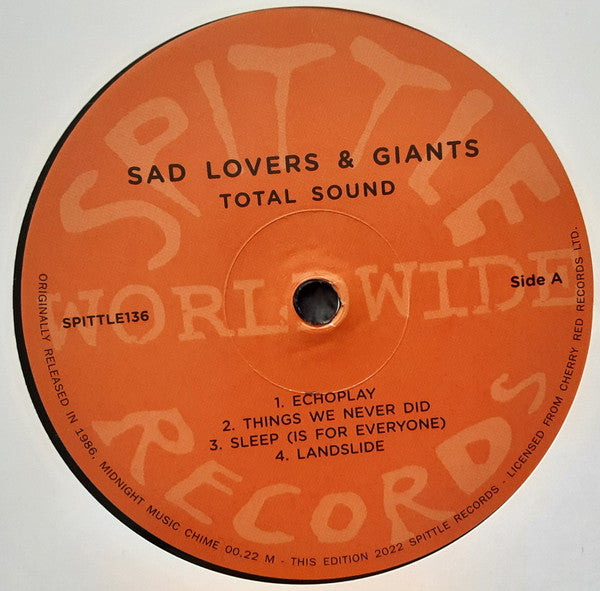 SPITTLE
WORLDWIDE
RECORDS
SAD LOVERS & GIANTS
TOTAL SOUND
SPITTLE136
Side A
1. ECHOPLAY
2. THINGS WE NEVER DID
3. SLEEP (IS FOR EVERYONE)
4. LANDSLIDE
ORIGINALLY RELEASED IN 1986, MIDNIGHT MUSIC CHIME 00.22 M - THIS EDITION 2022 SPITTLE RECORDS - LICENSED FROM CHERRY RED RECORDS LTD.